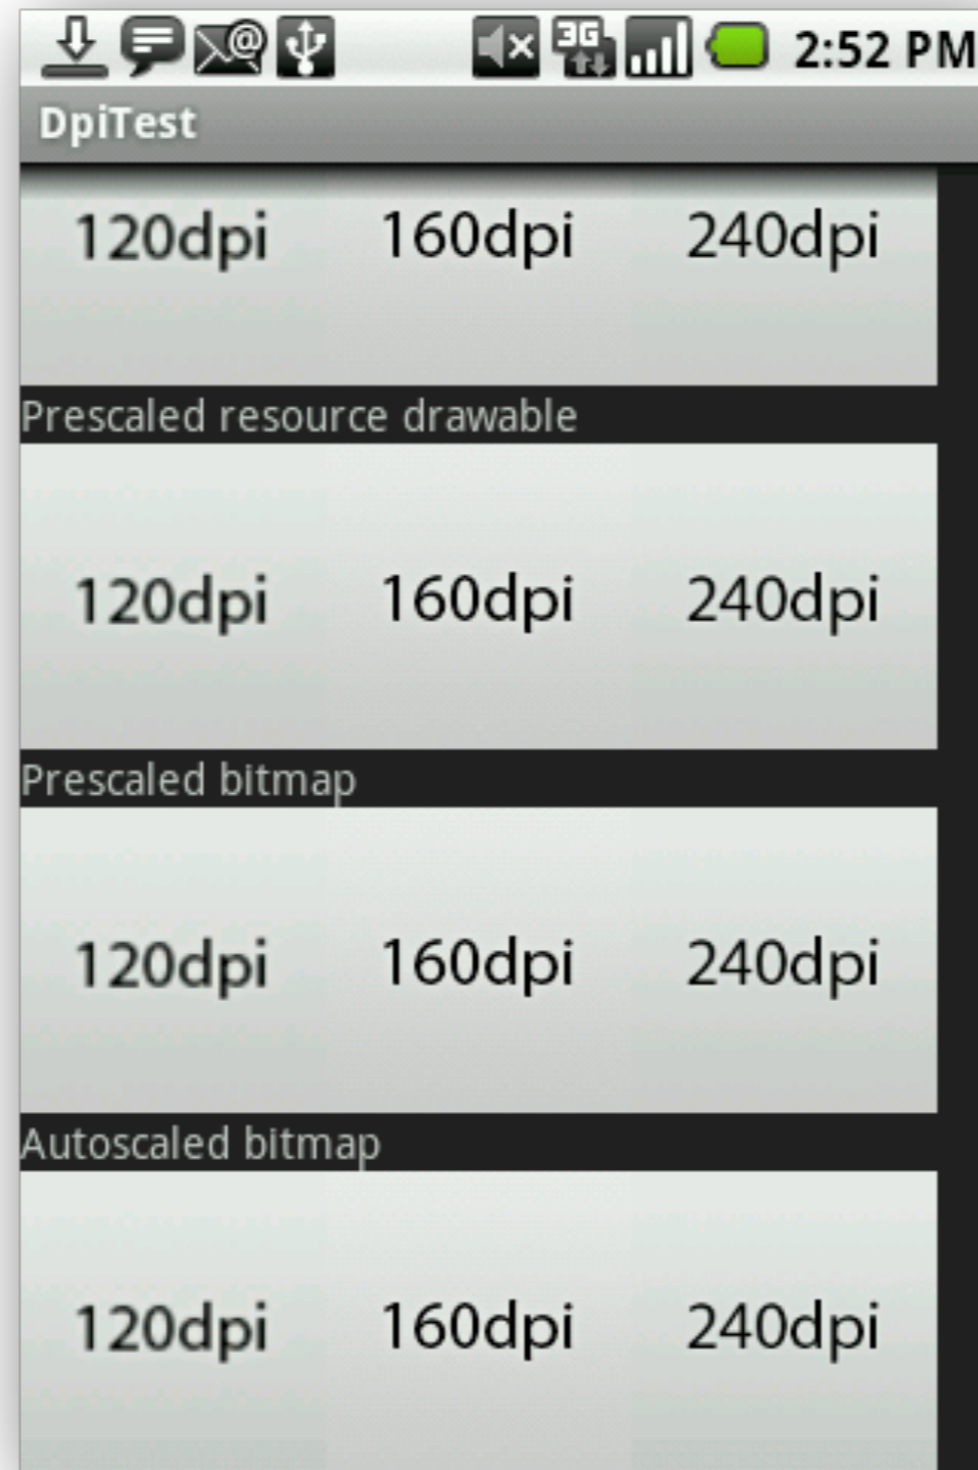 3G 2:52 PM
DpiTest
120dpi 160dpi 240dpi
Prescaled resource drawable
120dpi 160dpi 240dpi
Prescaled bitmap
120dpi 160dpi 240dpi
Autoscaled bitmap
120dpi 160dpi 240dpi